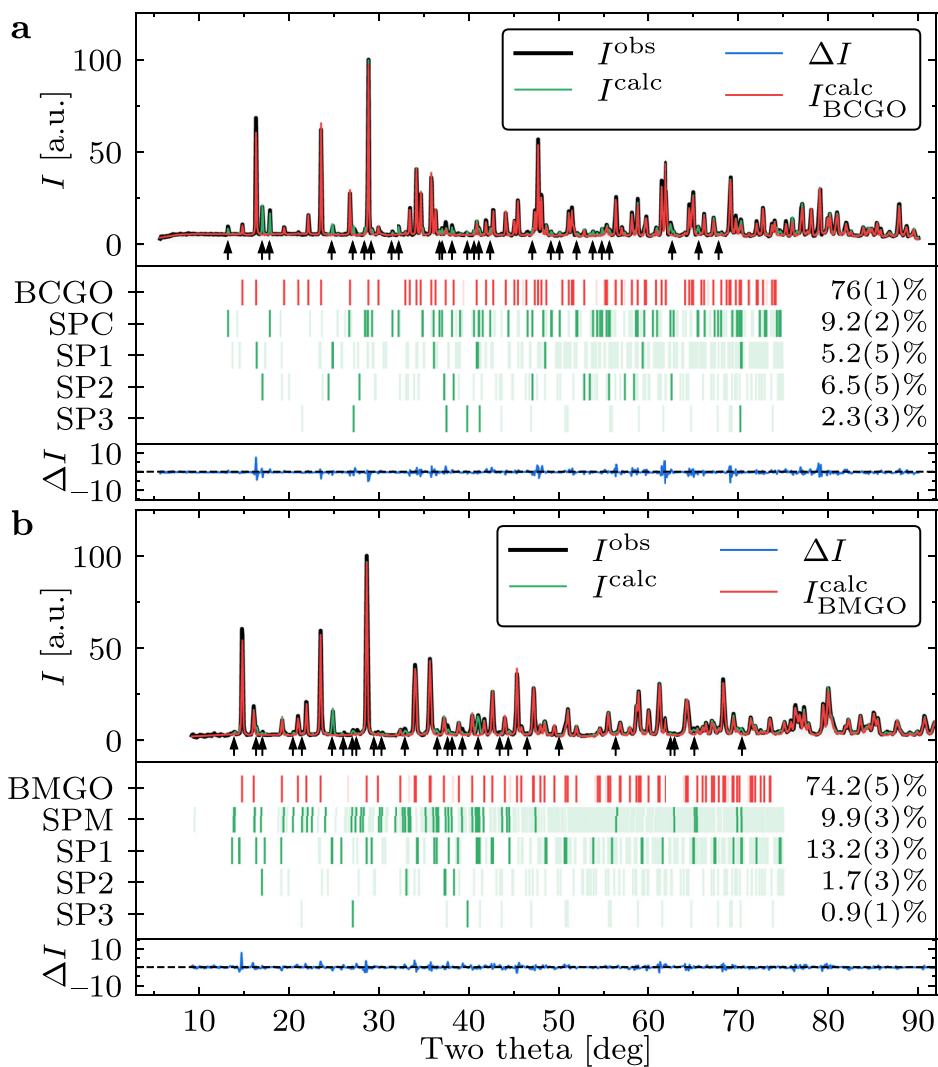 a
100
50
0
I [a.u.]
I^obs
ΔI
I^calc
I^calc_BCGO
BCGO
76(1)%
SPC
9.2(2)%
SP1
5.2(5)%
SP2
6.5(5)%
SP3
2.3(3)%
10
−10
ΔI
b
100
50
0
I [a.u.]
I^obs
ΔI
I^calc
I^calc_BMGO
BMGO
74.2(5)%
SPM
9.9(3)%
SP1
13.2(3)%
SP2
1.7(3)%
SP3
0.9(1)%
10
−10
ΔI
10 20 30 40 50 60 70 80 90
Two theta [deg]